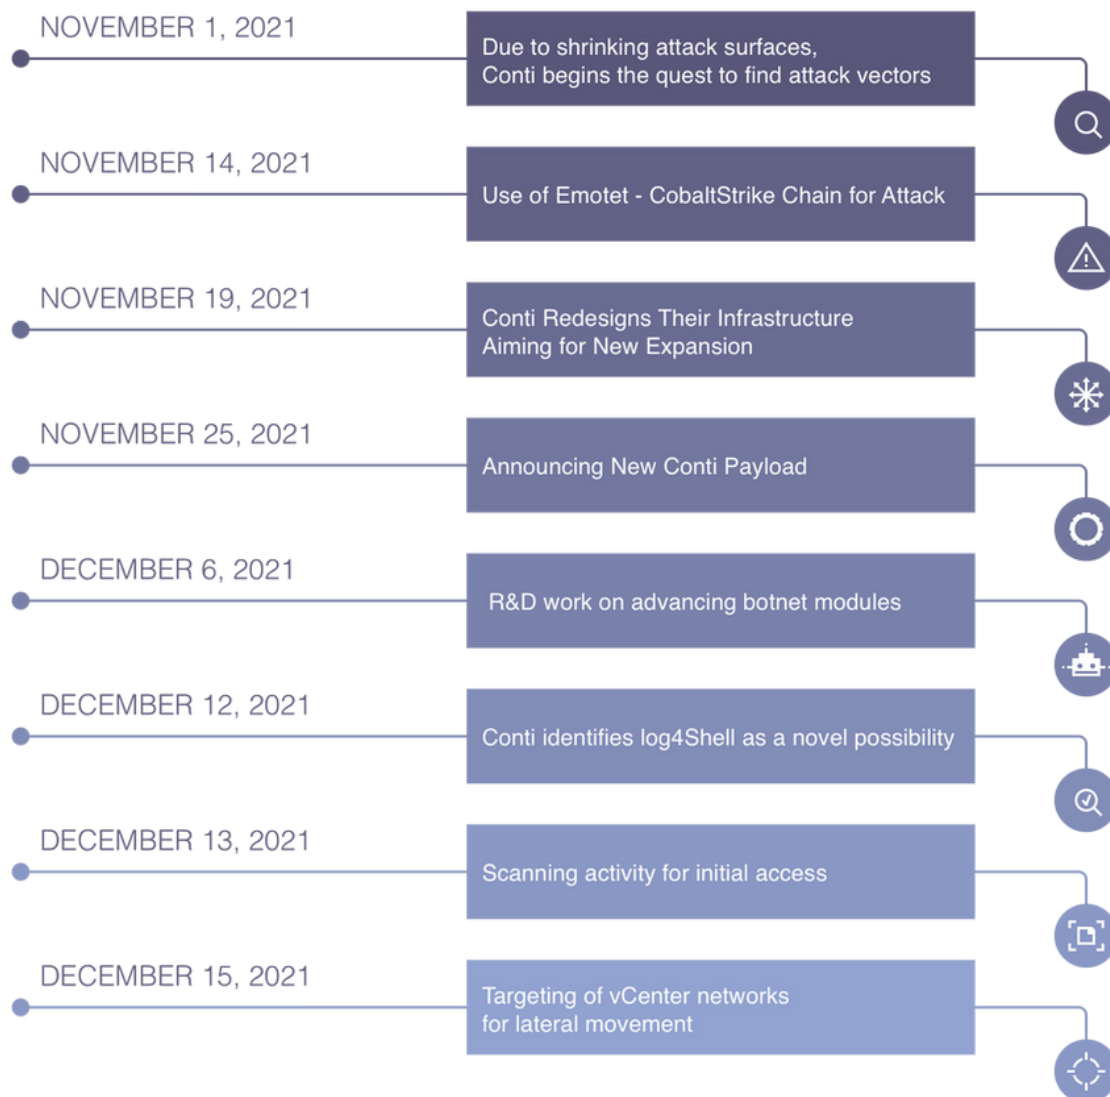 NOVEMBER 1, 2021
Due to shrinking attack surfaces,
Conti begins the quest to find attack vectors
NOVEMBER 14, 2021
Use of Emotet - CobaltStrike Chain for Attack
NOVEMBER 19, 2021
Conti Redesigns Their Infrastructure
Aiming for New Expansion
NOVEMBER 25, 2021
Announcing New Conti Payload
DECEMBER 6, 2021
R&D work on advancing botnet modules
DECEMBER 12, 2021
Conti identifies log4Shell as a novel possibility
DECEMBER 13, 2021
Scanning activity for initial access
DECEMBER 15, 2021
Targeting of vCenter networks
for lateral movement